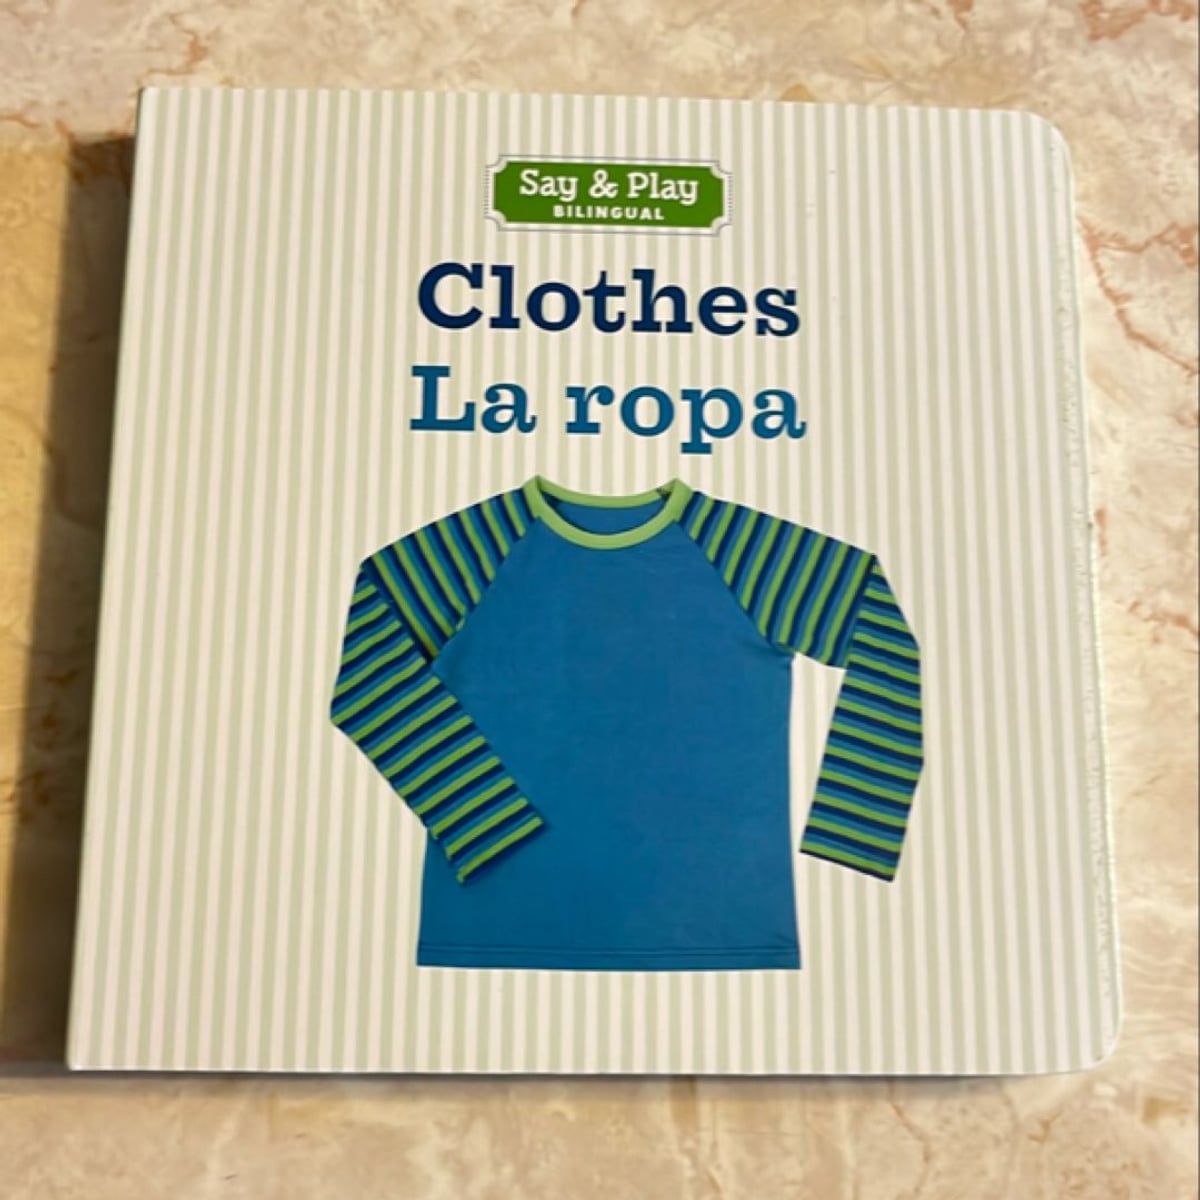 Say & Play
BILINGUAL
Clothes
La ropa